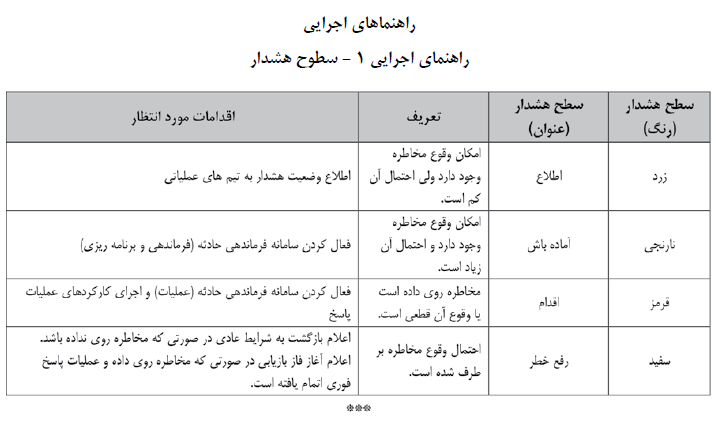 راهنماهای اجرایی
راهنمای اجرایی ۱ - سطوح هشدار
سطح هشدار
(رنگ)
سطح هشدار
(عنوان)
تعریف
اقدامات مورد انتظار
زرد
اطلاع
امکان وقوع مخاطره
وجود دارد ولی احتمال آن
کم است.
اطلاع وضعیت هشدار به تیم های عملیاتی
نارنجی
آماده باش
امکان وقوع مخاطره
وجود دارد و احتمال آن
زیاد است.
فعال کردن سامانه فرماندهی حادثه (فرماندهی و برنامه ریزی)
قرمز
اقدام
مخاطره روی داده است
یا وقوع آن قطعی است.
فعال کردن سامانه فرماندهی حادثه (عملیات) و اجرای کارکردهای عملیات
پاسخ
سفید
رفع خطر
احتمال وقوع مخاطره بر
طرف شده است.
اعلام بازگشت به شرایط عادی در صورتی که مخاطره روی نداده باشد.
اعلام آغاز فاز بازیابی در صورتی که مخاطره روی داده و عملیات پاسخ
فوری اتمام یافته است.
***